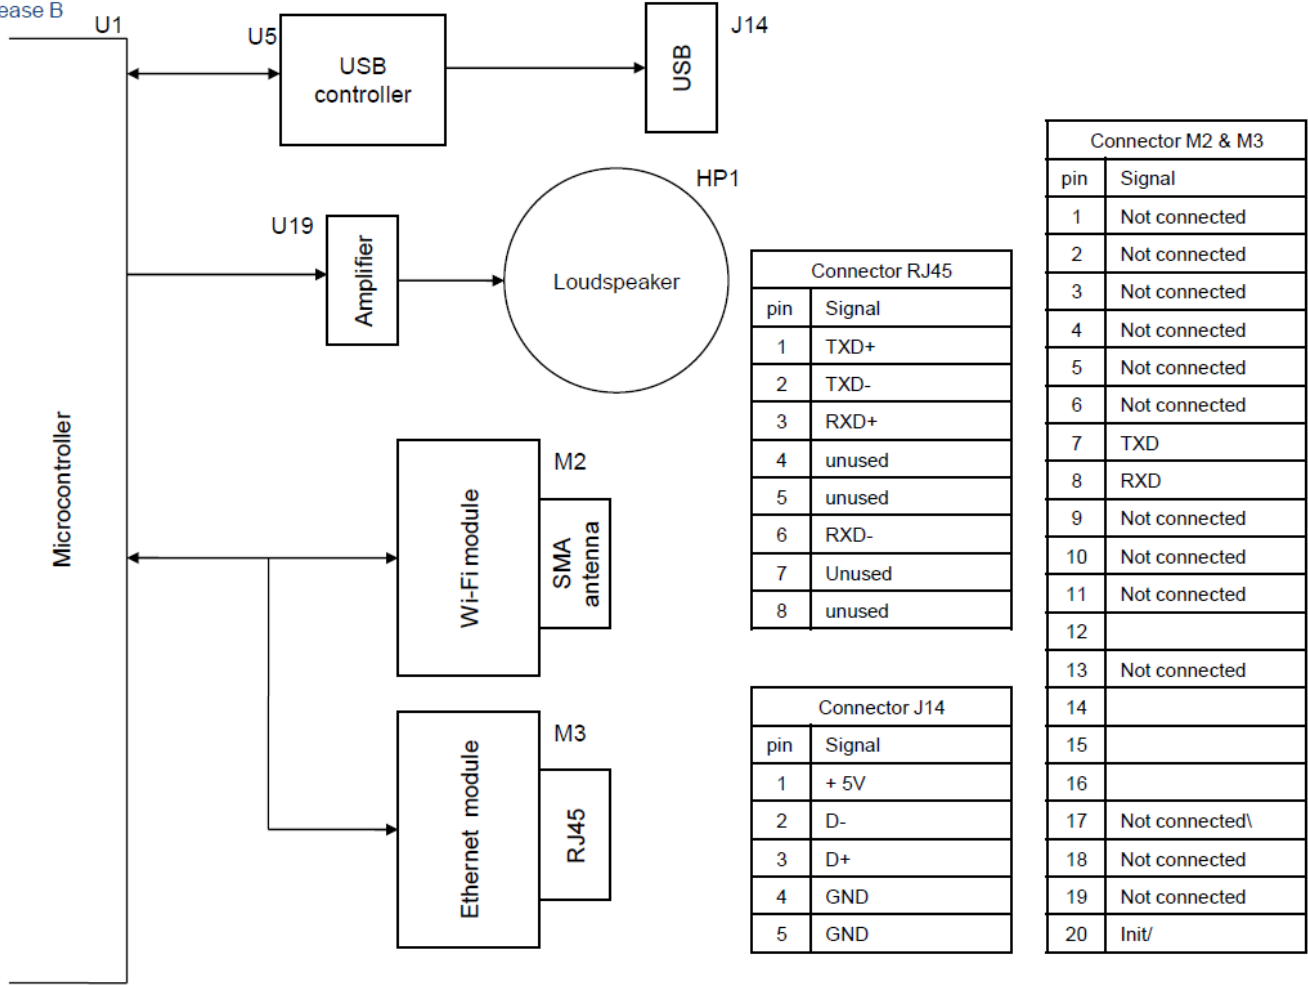 ease B
U1
U5
USB
controller
USB
J14
U19
Amplifier
HP1
Loudspeaker
Microcontroller
Wi-Fi module
M2
SMA
antenna
Ethernet module
M3
RJ45
Connector RJ45
pin Signal
1 TXD+
2 TXD-
3 RXD+
4 unused
5 unused
6 RXD-
7 Unused
8 unused
Connector J14
pin Signal
1 + 5V
2 D-
3 D+
4 GND
5 GND
Connector M2 & M3
pin Signal
1 Not connected
2 Not connected
3 Not connected
4 Not connected
5 Not connected
6 Not connected
7 TXD
8 RXD
9 Not connected
10 Not connected
11 Not connected
12
13 Not connected
14
15
16
17 Not connected\
18 Not connected
19 Not connected
20 Init/